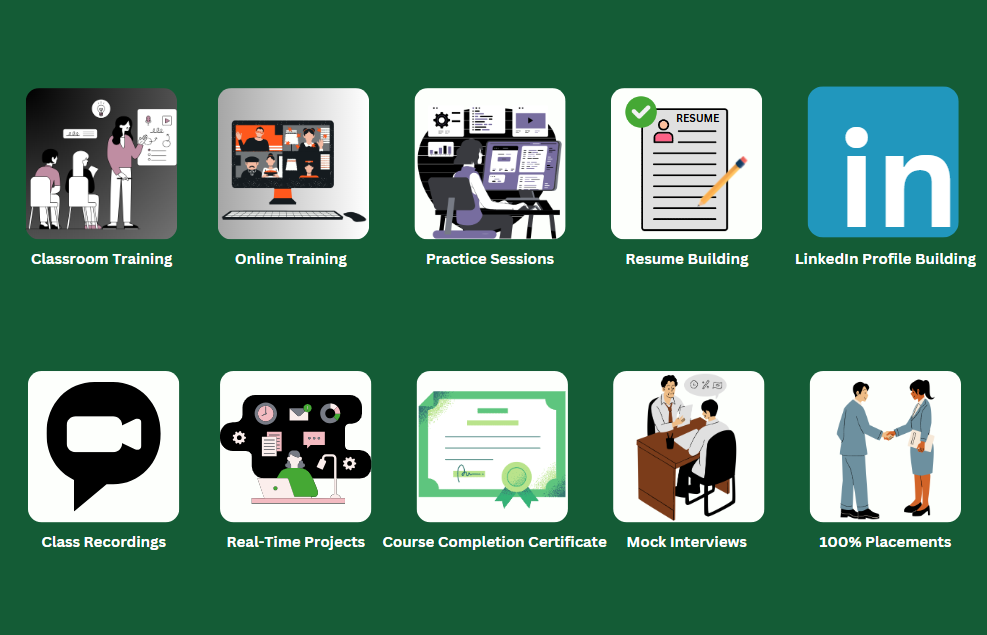 RESUME
in
Classroom Training
Online Training
Practice Sessions
Resume Building
LinkedIn Profile Building
Class Recordings
Real-Time Projects
Course Completion Certificate
Mock Interviews
100% Placements